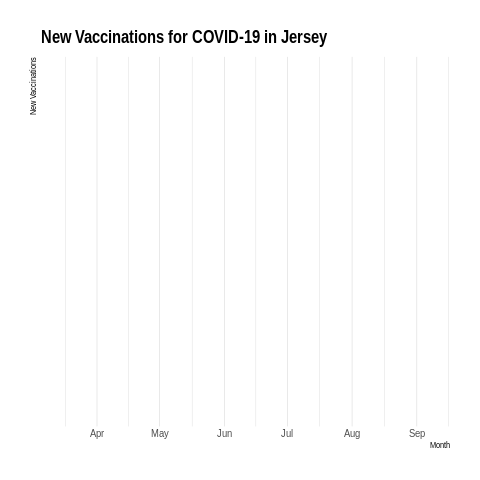 New Vaccinations for COVID-19 in Jersey
New Vaccinations
Apr May Jun Jul Aug Sep
Month